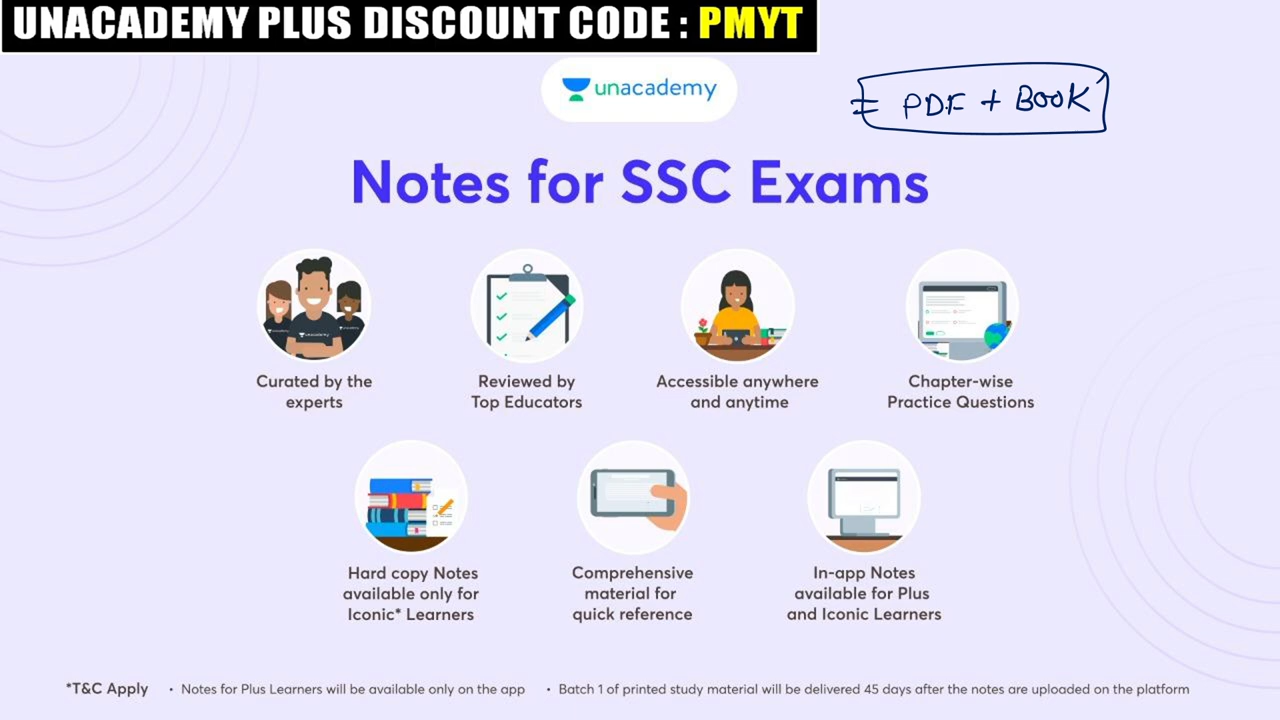 UNACADEMY PLUS DISCOUNT CODE : PMYT
unacademy
= PDF + BOOK
Notes for SSC Exams
unacademy
Curated by the
experts
Reviewed by
Top Educators
Accessible anywhere
and anytime
Chapter-wise
Practice Questions
Hard copy Notes
available only for
Iconic* Learners
Comprehensive
material for
quick reference
In-app Notes
available for Plus
and Iconic Learners
*T&C Apply • Notes for Plus Learners will be available only on the app • Batch 1 of printed study material will be delivered 45 days after the notes are uploaded on the platform